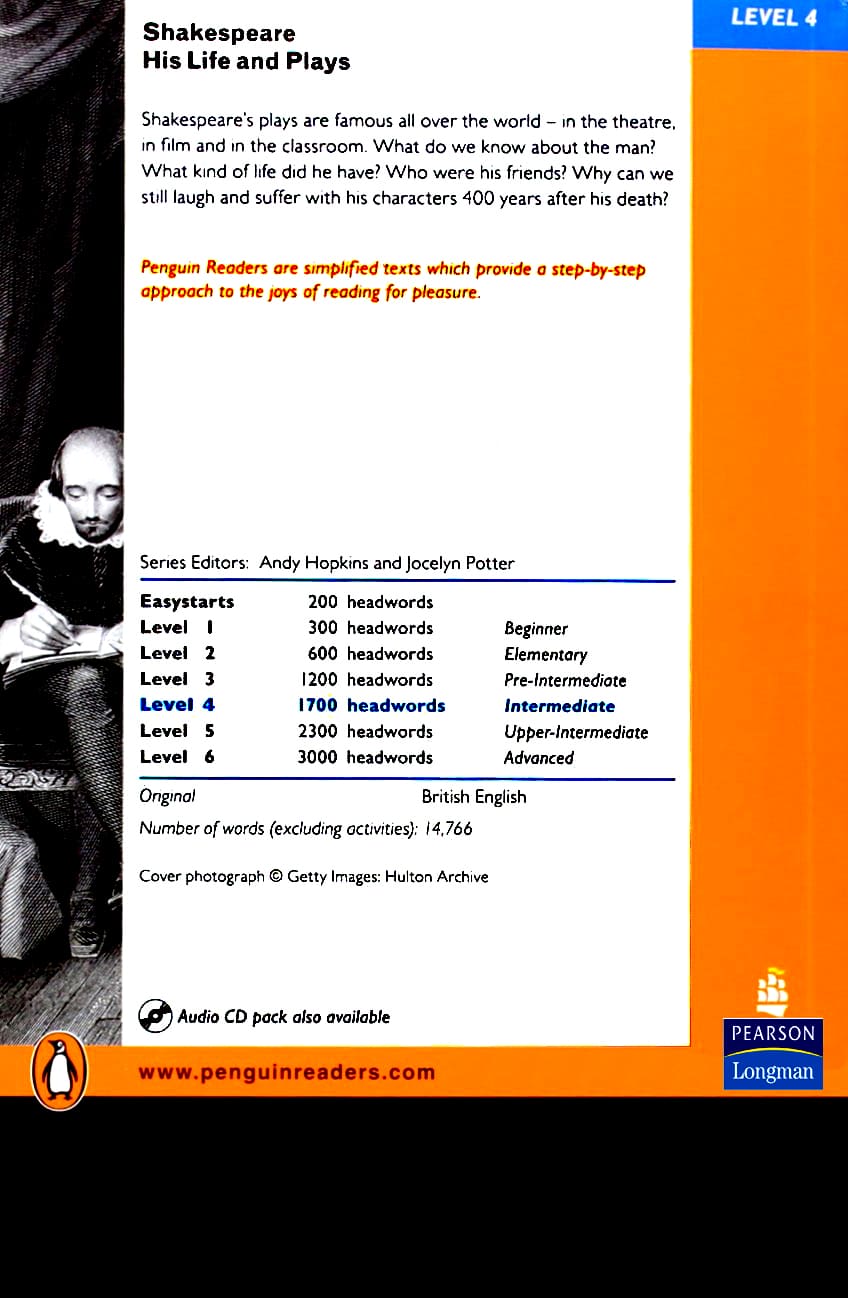 LEVEL 4
Shakespeare
His Life and Plays
Shakespeare's plays are famous all over the world – in the theatre,
in film and in the classroom. What do we know about the man?
What kind of life did he have? Who were his friends? Why can we
still laugh and suffer with his characters 400 years after his death?
Penguin Readers are simplified texts which provide a step-by-step
approach to the joys of reading for pleasure.
Series Editors: Andy Hopkins and Jocelyn Potter
Easystarts 200 headwords
Level 1 300 headwords Beginner
Level 2 600 headwords Elementary
Level 3 1200 headwords Pre-Intermediate
Level 4 1700 headwords Intermediate
Level 5 2300 headwords Upper-Intermediate
Level 6 3000 headwords Advanced
Original British English
Number of words (excluding activities): 14,766
Cover photograph © Getty Images: Hulton Archive
Audio CD pack also available
www.penguinreaders.com
PEARSON
Longman